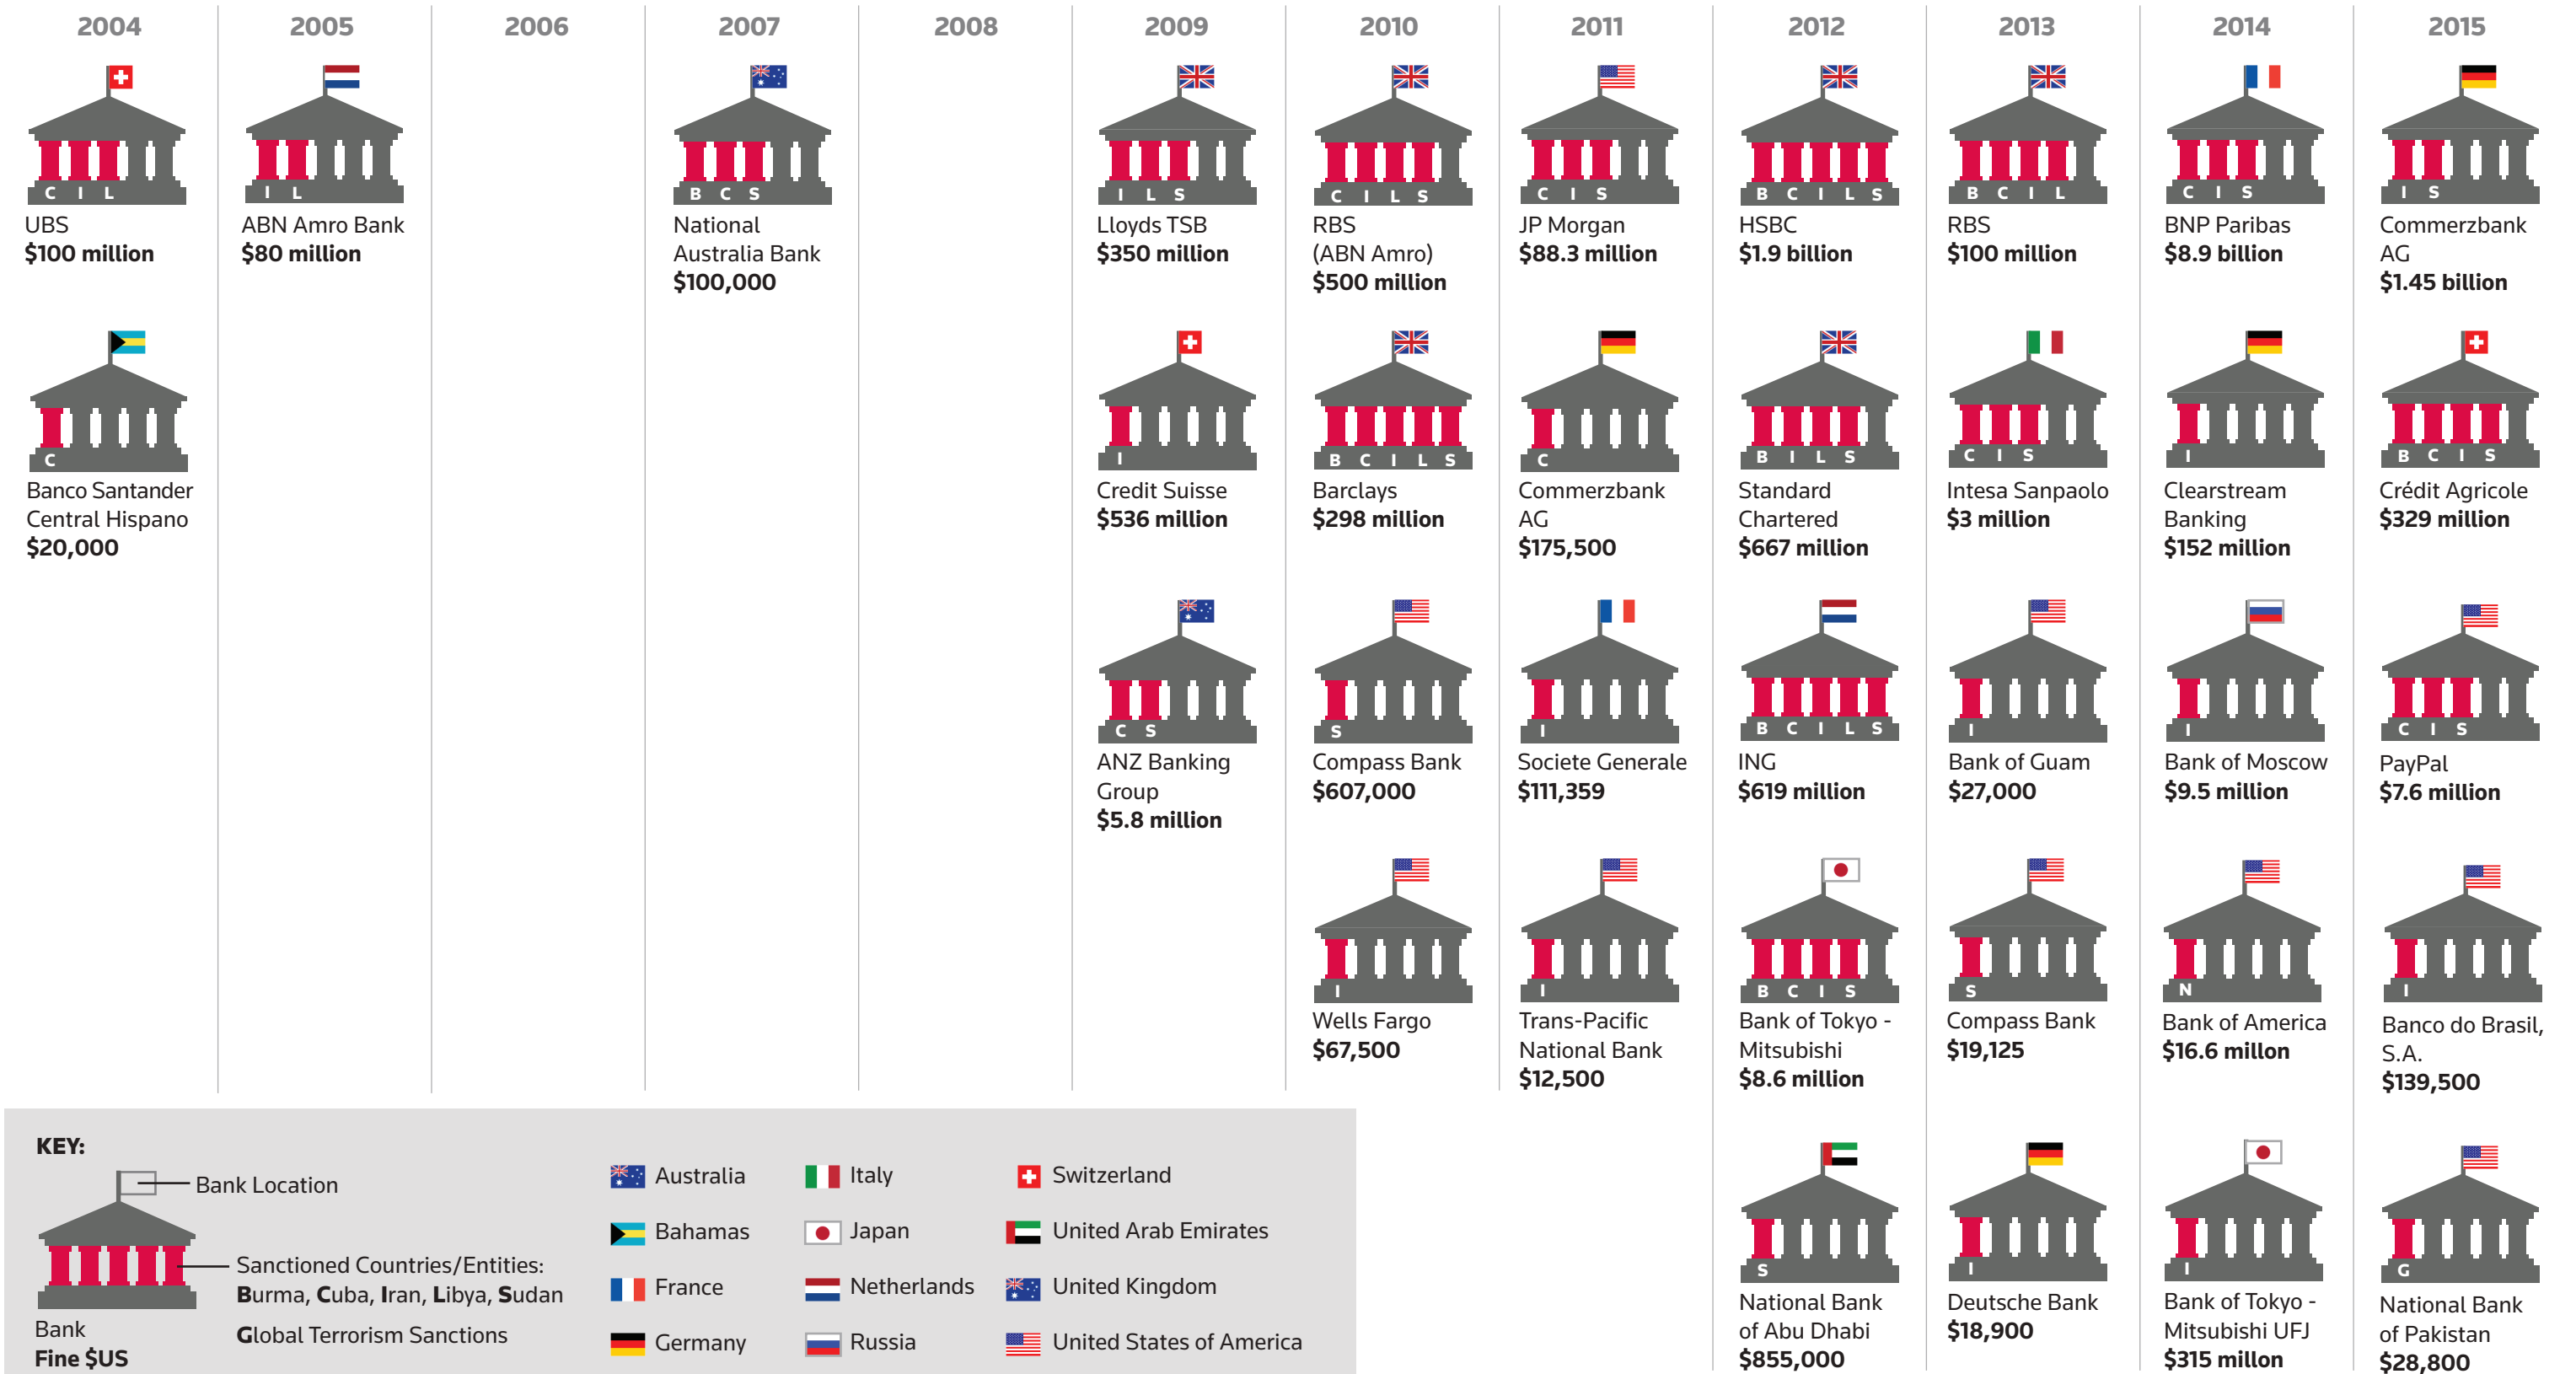 2004
C I L
UBS
$100 million
C
Banco Santander
Central Hispano
$20,000
2005
I L
ABN Amro Bank
$80 million
2006
2007
B C S
National
Australia Bank
$100,000
2008
2009
I L S
Lloyds TSB
$350 million
I
Credit Suisse
$536 million
C S
ANZ Banking
Group
$5.8 million
2010
C I L S
RBS
(ABN Amro)
$500 million
B C I L S
Barclays
$298 million
S
Compass Bank
$607,000
I
Wells Fargo
$67,500
2011
C I S
JP Morgan
$88.3 million
C
Commerzbank
AG
$175,500
I
Societe Generale
$111,359
I
Trans-Pacific
National Bank
$12,500
2012
B C I L S
HSBC
$1.9 billion
B I L S
Standard
Chartered
$667 million
B C I L S
ING
$619 million
B C I S
Bank of Tokyo -
Mitsubishi
$8.6 million
S
National Bank
of Abu Dhabi
$855,000
2013
B C I L
RBS
$100 million
C I S
Intesa Sanpaolo
$3 million
I
Bank of Guam
$27,000
S
Compass Bank
$19,125
I
Deutsche Bank
$18,900
2014
C I S
BNP Paribas
$8.9 billion
I
Clearstream
Banking
$152 million
I
Bank of Moscow
$9.5 million
N
Bank of America
$16.6 millon
I
Bank of Tokyo -
Mitsubishi UFJ
$315 millon
2015
I S
Commerzbank
AG
$1.45 billion
B C I S
Crédit Agricole
$329 million
C I S
PayPal
$7.6 million
I
Banco do Brasil,
S.A.
$139,500
G
National Bank
of Pakistan
$28,800
KEY:
Bank Location
Sanctioned Countries/Entities:
Burma, Cuba, Iran, Libya, Sudan
Global Terrorism Sanctions
Bank
Fine $US
Australia
Bahamas
France
Germany
Italy
Japan
Netherlands
Russia
Switzerland
United Arab Emirates
United Kingdom
United States of America